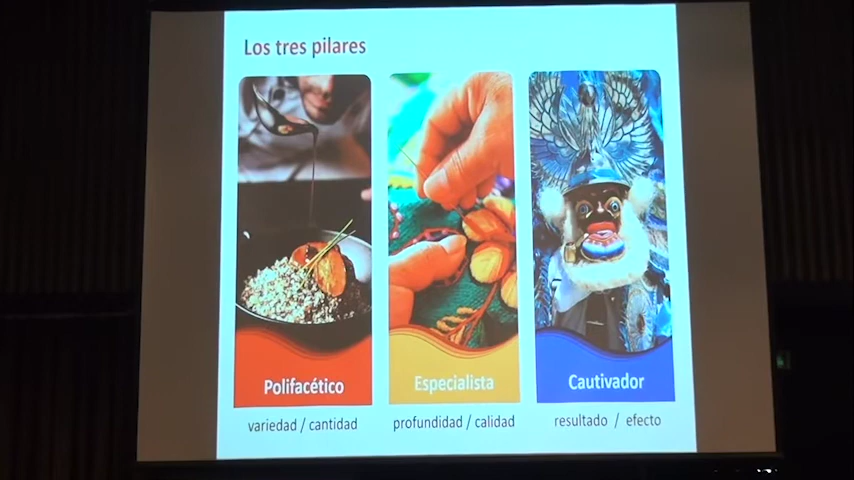 Los tres pilares
Polifacético
Especialista
Cautivador
variedad / cantidad
profundidad / calidad
resultado / efecto